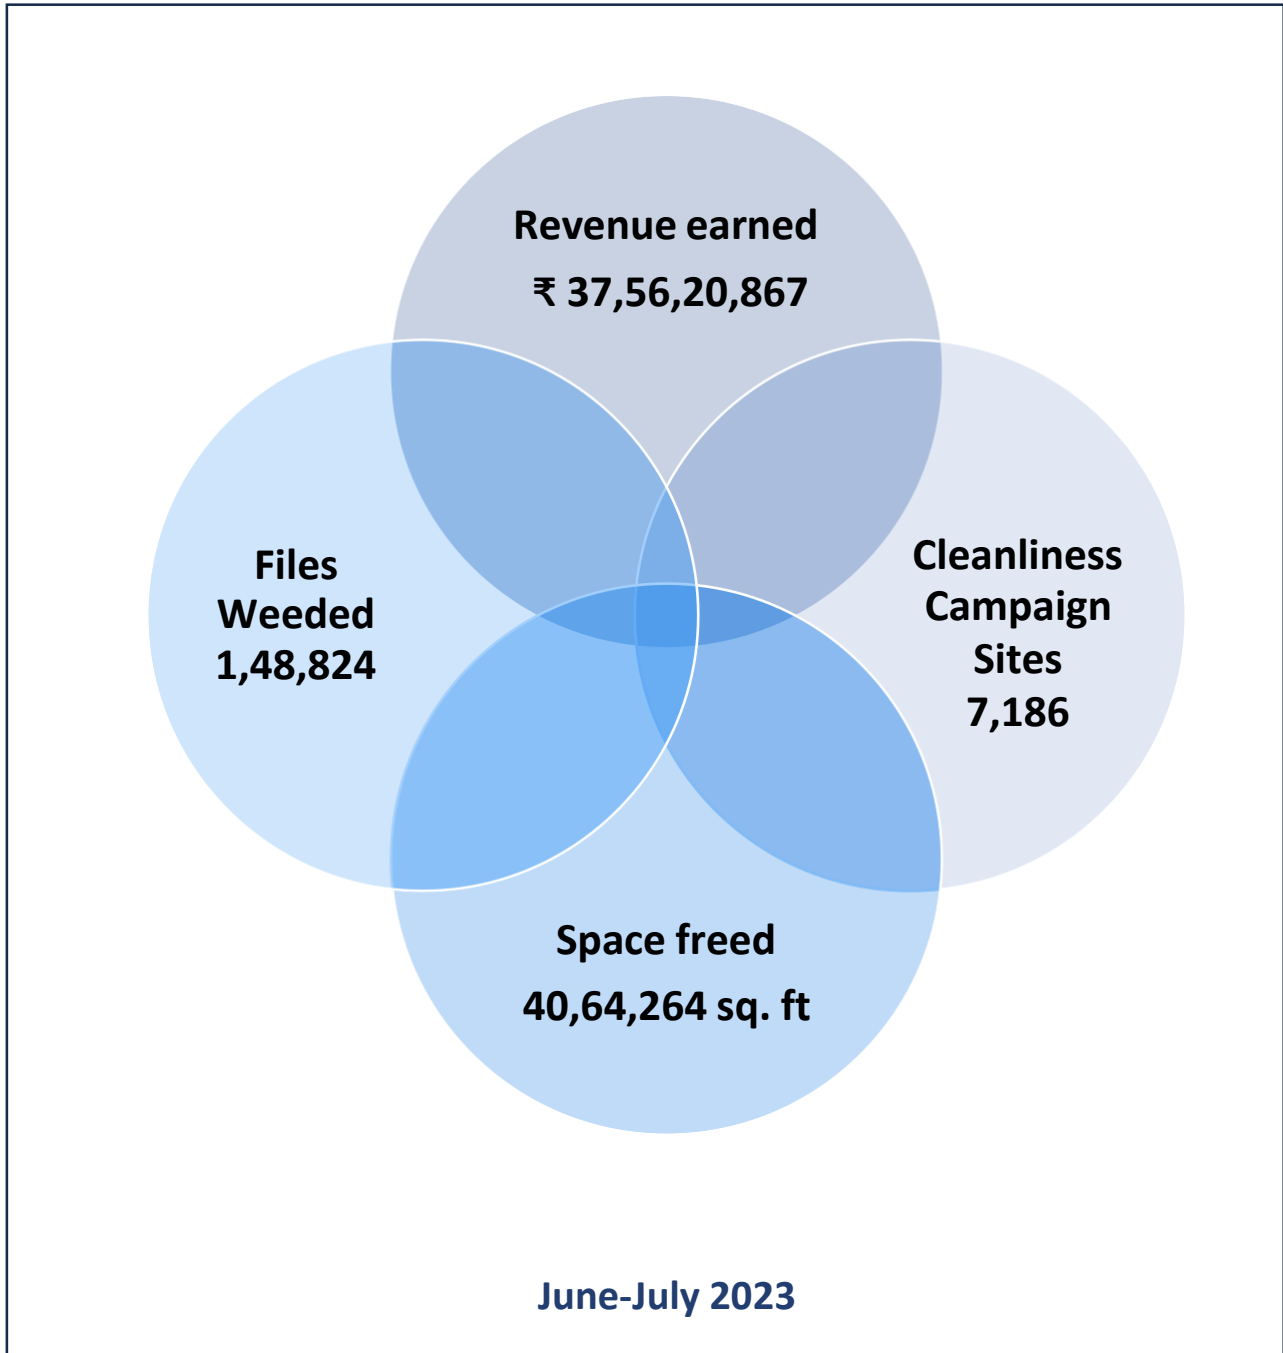 Revenue earned
₹ 37,56,20,867
Files
Weeded
1,48,824
Cleanliness
Campaign
Sites
7,186
Space freed
40,64,264 sq. ft
June-July 2023